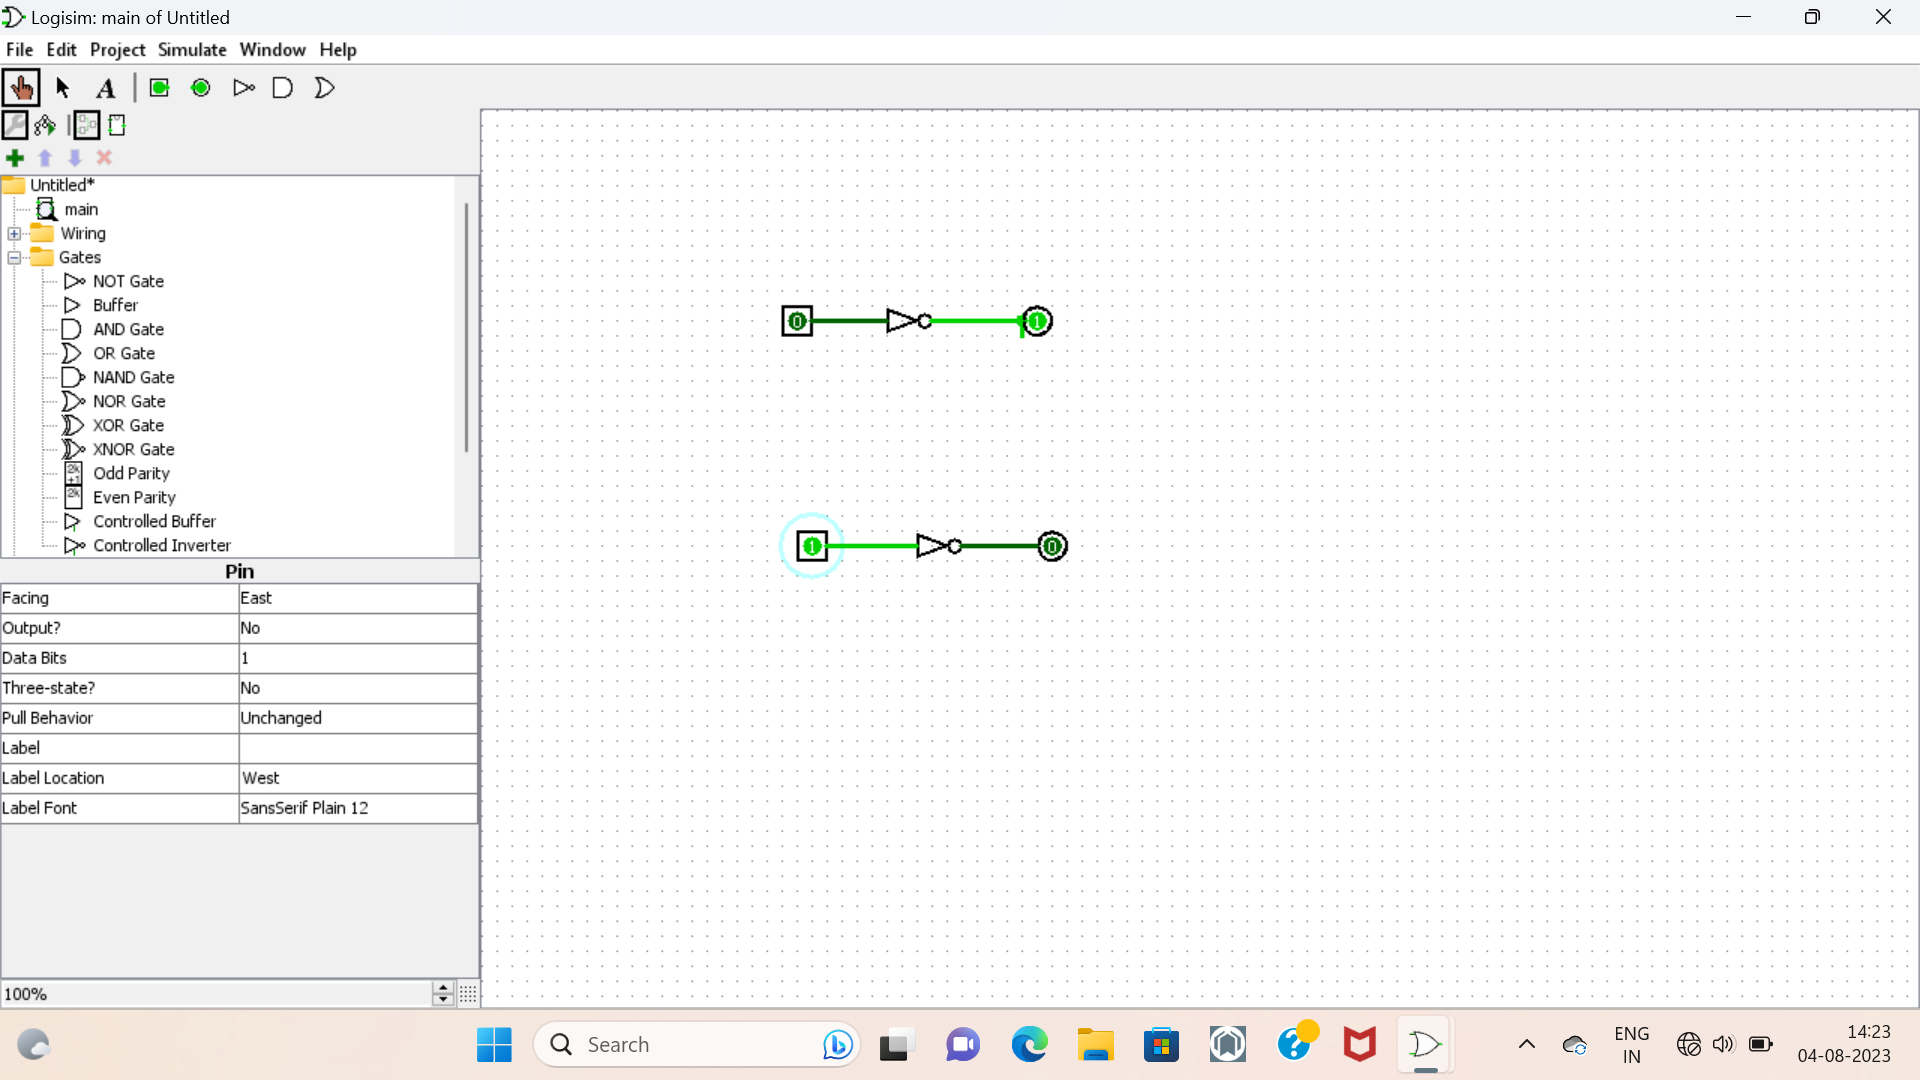 Logisim: main of Untitled
File Edit Project Simulate Window Help
A
Untitled*
main
Wiring
Gates
NOT Gate
Buffer
AND Gate
OR Gate
NAND Gate
NOR Gate
XOR Gate
XNOR Gate
2k+1 Odd Parity
2k Even Parity
Controlled Buffer
Controlled Inverter
0 1
1 0
Pin
Facing East
Output? No
Data Bits 1
Three-state? No
Pull Behavior Unchanged
Label
Label Location West
Label Font SansSerif Plain 12
100%
Search
ENG
IN
14:23
04-08-2023